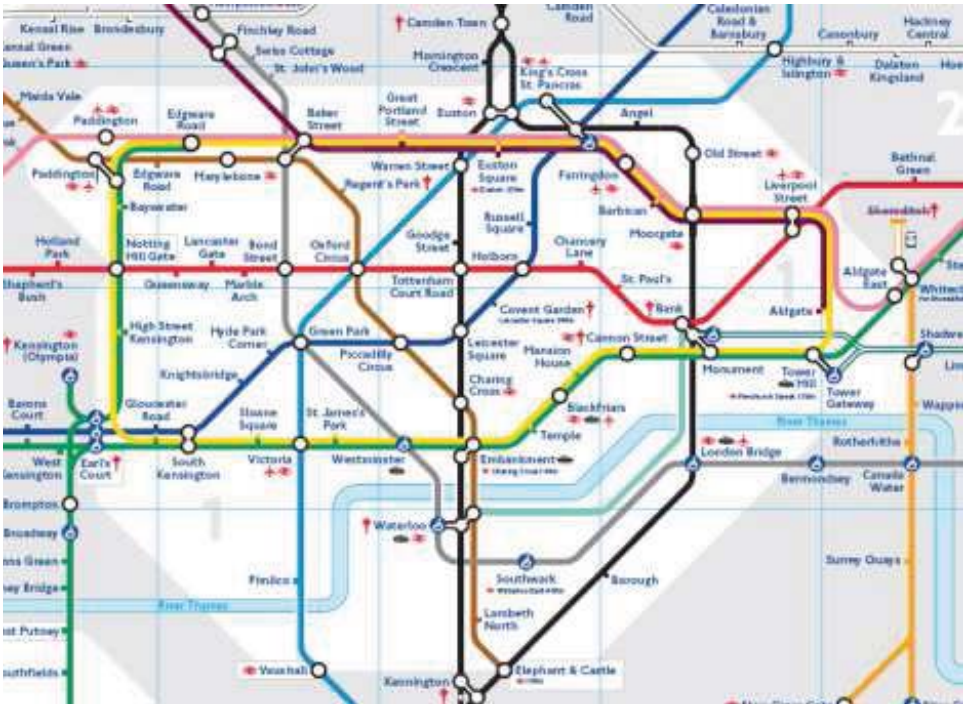 Kensal Rise
Brondesbury
Finchley Road
Swiss Cottage
St. John's Wood
Camden Town
Camden
Road
Mornington
Crescent
King's Cross
St. Pancras
Caledonian
Road &
Barnsbury
Canonbury
Hackney
Central
Highbury &
Islington
Dalston
Kingsland
Queen's Park
Maida Vale
Paddington
Edgware
Road
Baker
Street
Great
Portland
Street
Euston
Angel
2
Old Street
Paddington
Edgware
Road
Marylebone
Warren Street
Regent's Park
Euston
Square
Farringdon
Liverpool
Street
Bethnal
Green
Bayswater
Barbican
Russell
Square
Moorgate
Shoreditch
Holland
Park
Notting
Hill Gate
Lancaster
Gate
Bond
Street
Oxford
Circus
Goodge
Street
Holborn
Chancery
Lane
St. Paul's
1
Aldgate
East
Shepherd's
Bush
Queensway
Marble
Arch
Tottenham
Court Road
Covent Garden
Bank
Aldgate
High Street
Kensington
Hyde Park
Corner
Green Park
Piccadilly
Circus
Leicester
Square
Cannon Street
Mansion
House
Monument
Kensington
(Olympia)
Knightsbridge
Charing
Cross
Tower
Hill
Tower
Gateway
Barons
Court
Gloucester
Road
Sloane
Square
St. James's
Park
Blackfriars
River Thames
Wapping
Temple
West
Kensington
Earl's
Court
South
Kensington
Victoria
Westminster
Embankment
London Bridge
Rotherhithe
Bermondsey
Canada
Water
Brompton
Broadway
1
Waterloo
Surrey Quays
Pimlico
Southwark
Borough
River Thames
Lambeth
North
Vauxhall
Kennington
Elephant & Castle